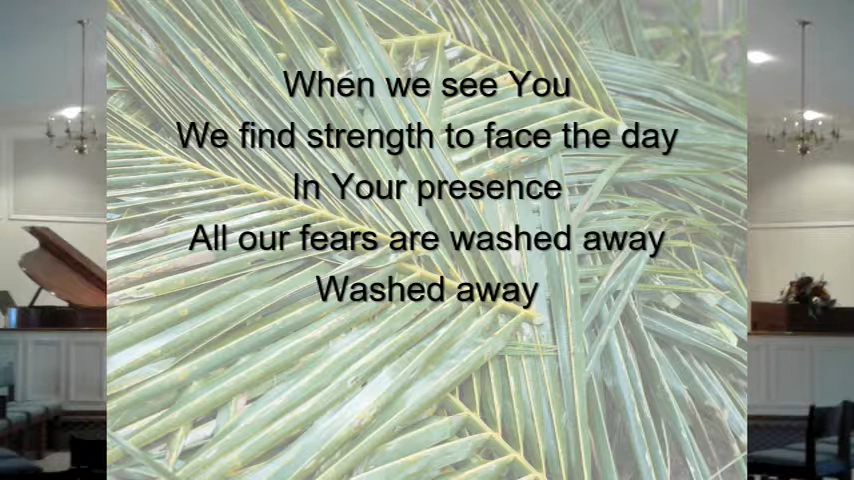 When we see You
We find strength to face the day
In Your presence
All our fears are washed away
Washed away